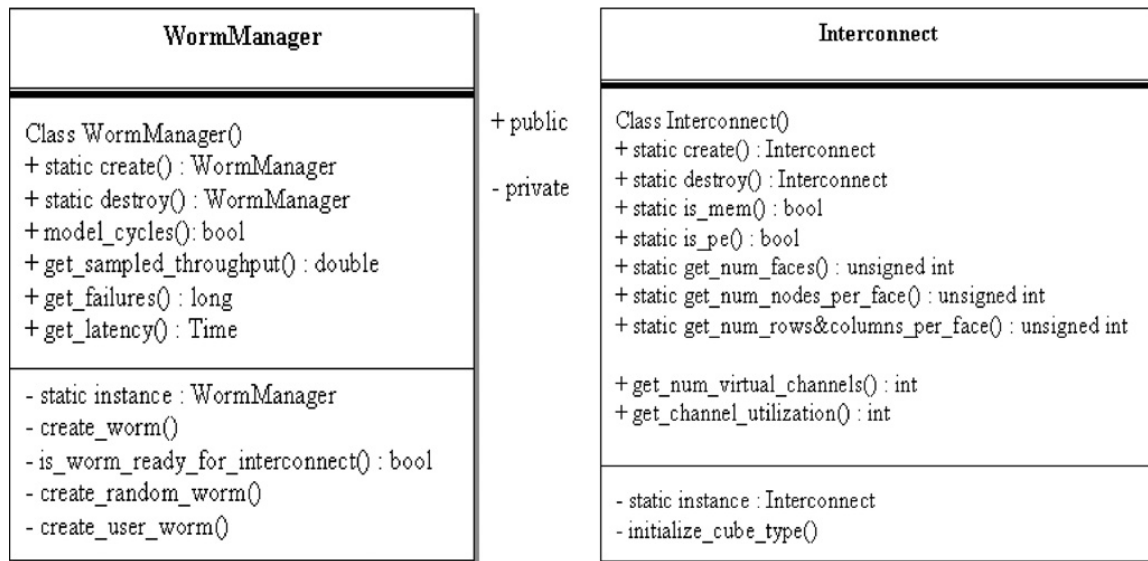 WormManager
Class WormManager()
+ static create() : WormManager
+ static destroy() : WormManager
+ model_cycles(): bool
+ get_sampled_throughput() : double
+ get_failures() : long
+ get_latency() : Time
- static instance : WormManager
- create_worm()
- is_worm_ready_for_interconnect() : bool
- create_random_worm()
- create_user_worm()
+ public
- private
Interconnect
Class Interconnect()
+ static create() : Interconnect
+ static destroy() : Interconnect
+ static is_mem() : bool
+ static is_pe() : bool
+ static get_num_faces() : unsigned int
+ static get_num_nodes_per_face() : unsigned int
+ static get_num_rows&columns_per_face() : unsigned int
+ get_num_virtual_channels() : int
+ get_channel_utilization() : int
- static instance : Interconnect
- initialize_cube_type()